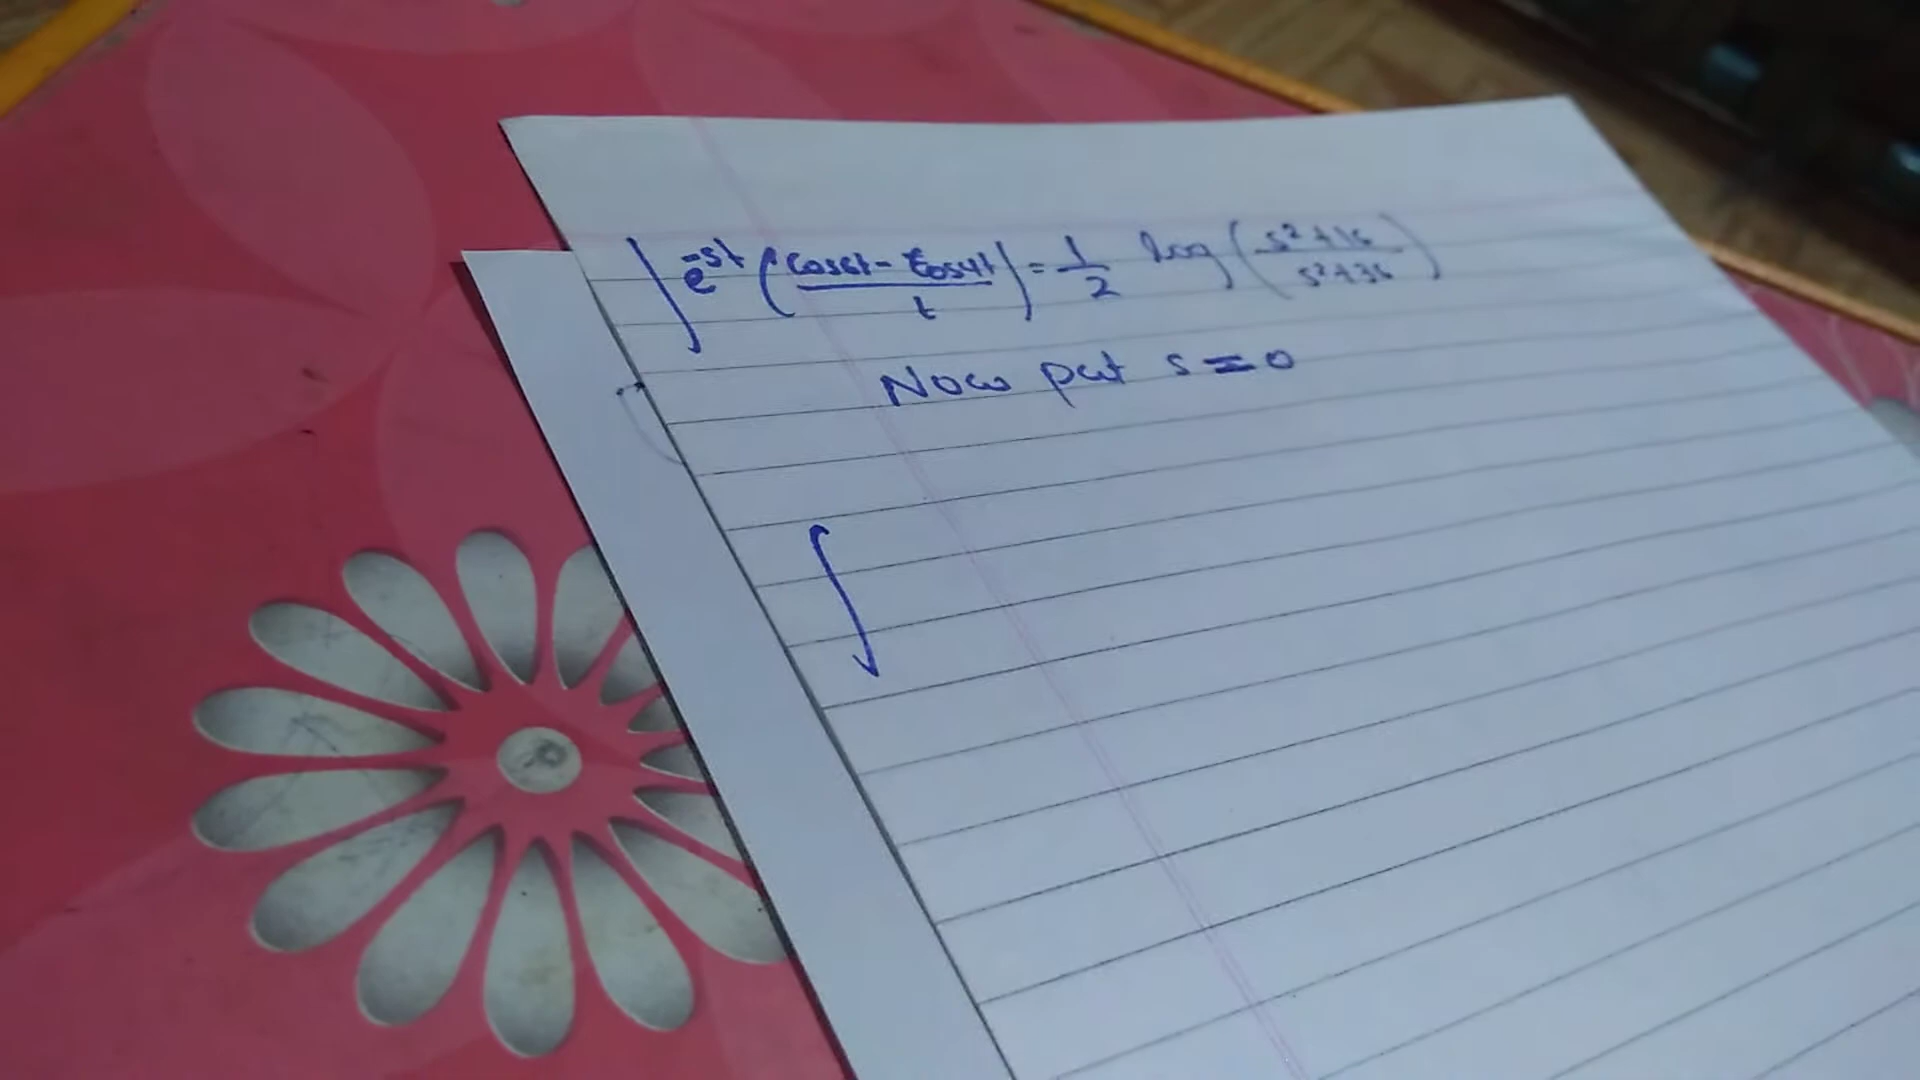 ∫ e^-st (cos6t - cos4t / t) = 1/2 log (s²+16 / s²+36)
Now put s = 0
∫